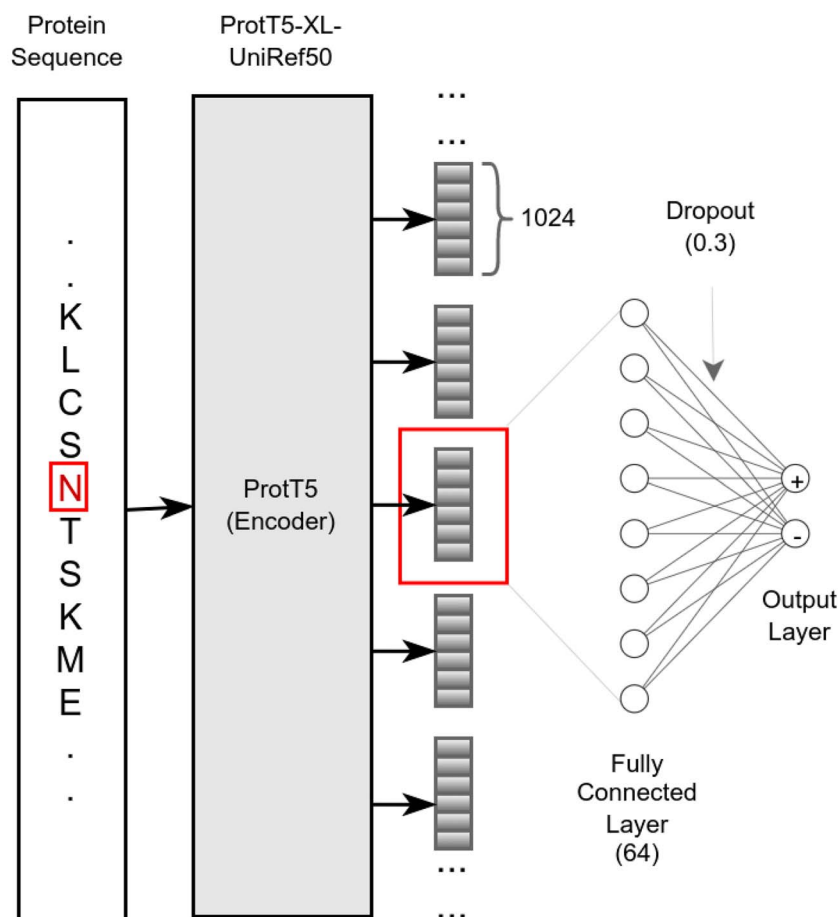 Protein
Sequence
ProtT5-XL-
UniRef50
.
.
K
L
C
S
N
T
S
K
M
E
.
.
ProtT5
(Encoder)
...
...
1024
...
...
Dropout
(0.3)
+
-
Output
Layer
Fully
Connected
Layer
(64)